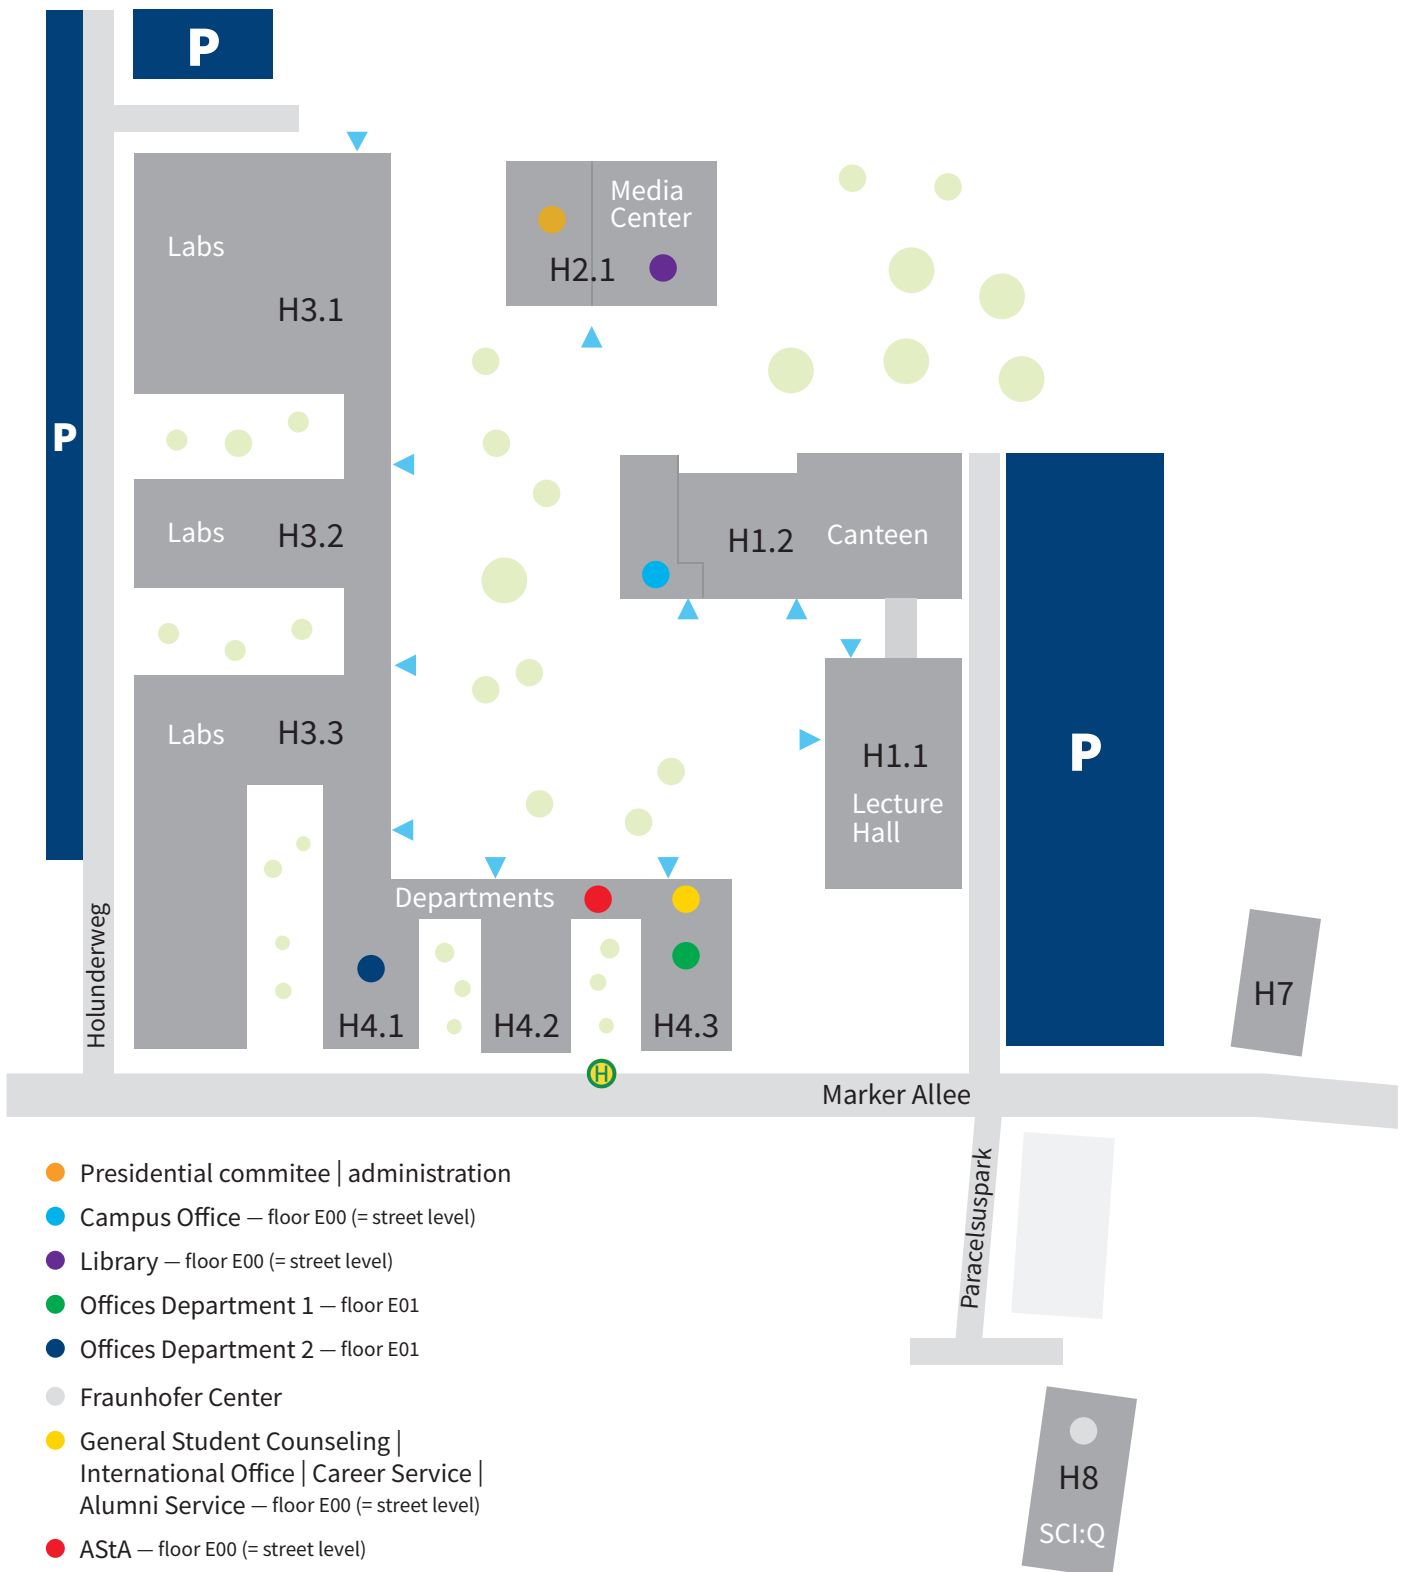 P
Media
Center
Labs
H2.1
H3.1
P
Labs
H3.2
H1.2
Canteen
Labs
H3.3
P
H1.1
Lecture
Hall
Departments
Holunderweg
H7
H4.1
H4.2
H4.3
H
Marker Allee
Paracelsuspark
Presidential commitee | administration
Campus Office — floor E00 (= street level)
Library — floor E00 (= street level)
Offices Department 1 — floor E01
Offices Department 2 — floor E01
Fraunhofer Center
General Student Counseling |
International Office | Career Service |
Alumni Service — floor E00 (= street level)
AStA — floor E00 (= street level)
H8
SCI:Q